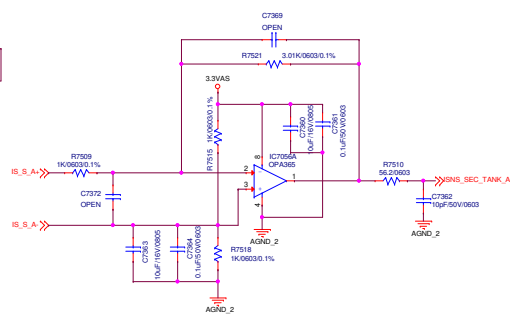 C7369
OPEN
R7521
3.01K/0603/0.1%
3.3VAS
R7515
1K/0603/0.1%
C7360
10uF/16V/0805
C7361
0.1uF/50V/0603
IC7056A
OPA365
8
2
3
1
4
R7509
1K/0603/0.1%
IS_S_A+
C7372
OPEN
IS_S_A-
R7510
56.2/0603
ISNS_SEC_TANK_A
C7362
10pF/50V/0603
AGND_2
AGND_2
C7363
10uF/16V/0805
C7364
0.1uF/50V/0603
R7518
1K/0603/0.1%
AGND_2